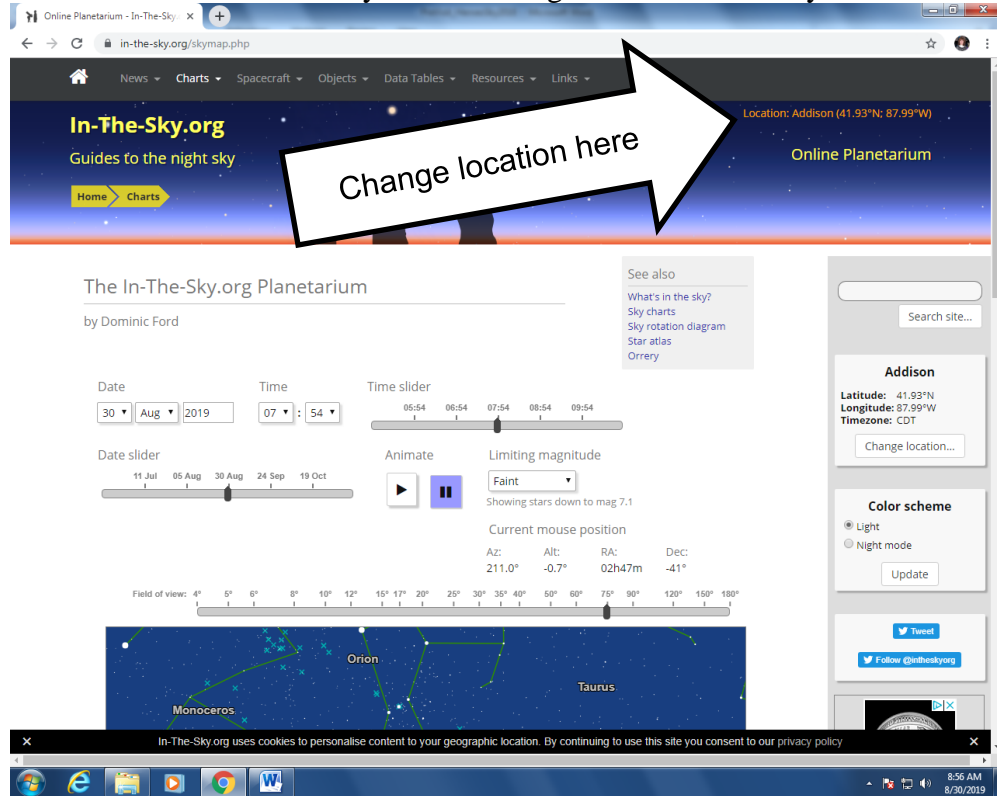 Online Planetarium - In-The-Sky.
in-the-sky.org/skymap.php
News Charts Spacecraft Objects Data Tables Resources Links
In-The-Sky.org
Guides to the night sky
Home Charts
Change location here
Location: Addison (41.93°N; 87.99°W)
Online Planetarium
The In-The-Sky.org Planetarium
by Dominic Ford
See also
What's in the sky?
Sky charts
Sky rotation diagram
Star atlas
Orrery
Search site...
Date Time Time slider
30 Aug 2019 07 : 54
05:54 06:54 07:54 08:54 09:54
Date slider Animate Limiting magnitude
11 Jul 05 Aug 30 Aug 24 Sep 19 Oct
Faint
Showing stars down to mag 7.1
Current mouse position
Az: Alt: RA: Dec:
211.0° -0.7° 02h47m -41°
Field of view: 4° 5° 6° 8° 10° 12° 15° 17° 20° 25° 30° 35° 40° 50° 60° 75° 90° 120° 150° 180°
Orion
Taurus
Monoceros
Addison
Latitude: 41.93°N
Longitude: 87.99°W
Timezone: CDT
Change location...
Color scheme
Light
Night mode
Update
Tweet
Follow @intheskyorg
In-The-Sky.org uses cookies to personalise content to your geographic location. By continuing to use this site you consent to our privacy policy
8:56 AM
8/30/2019